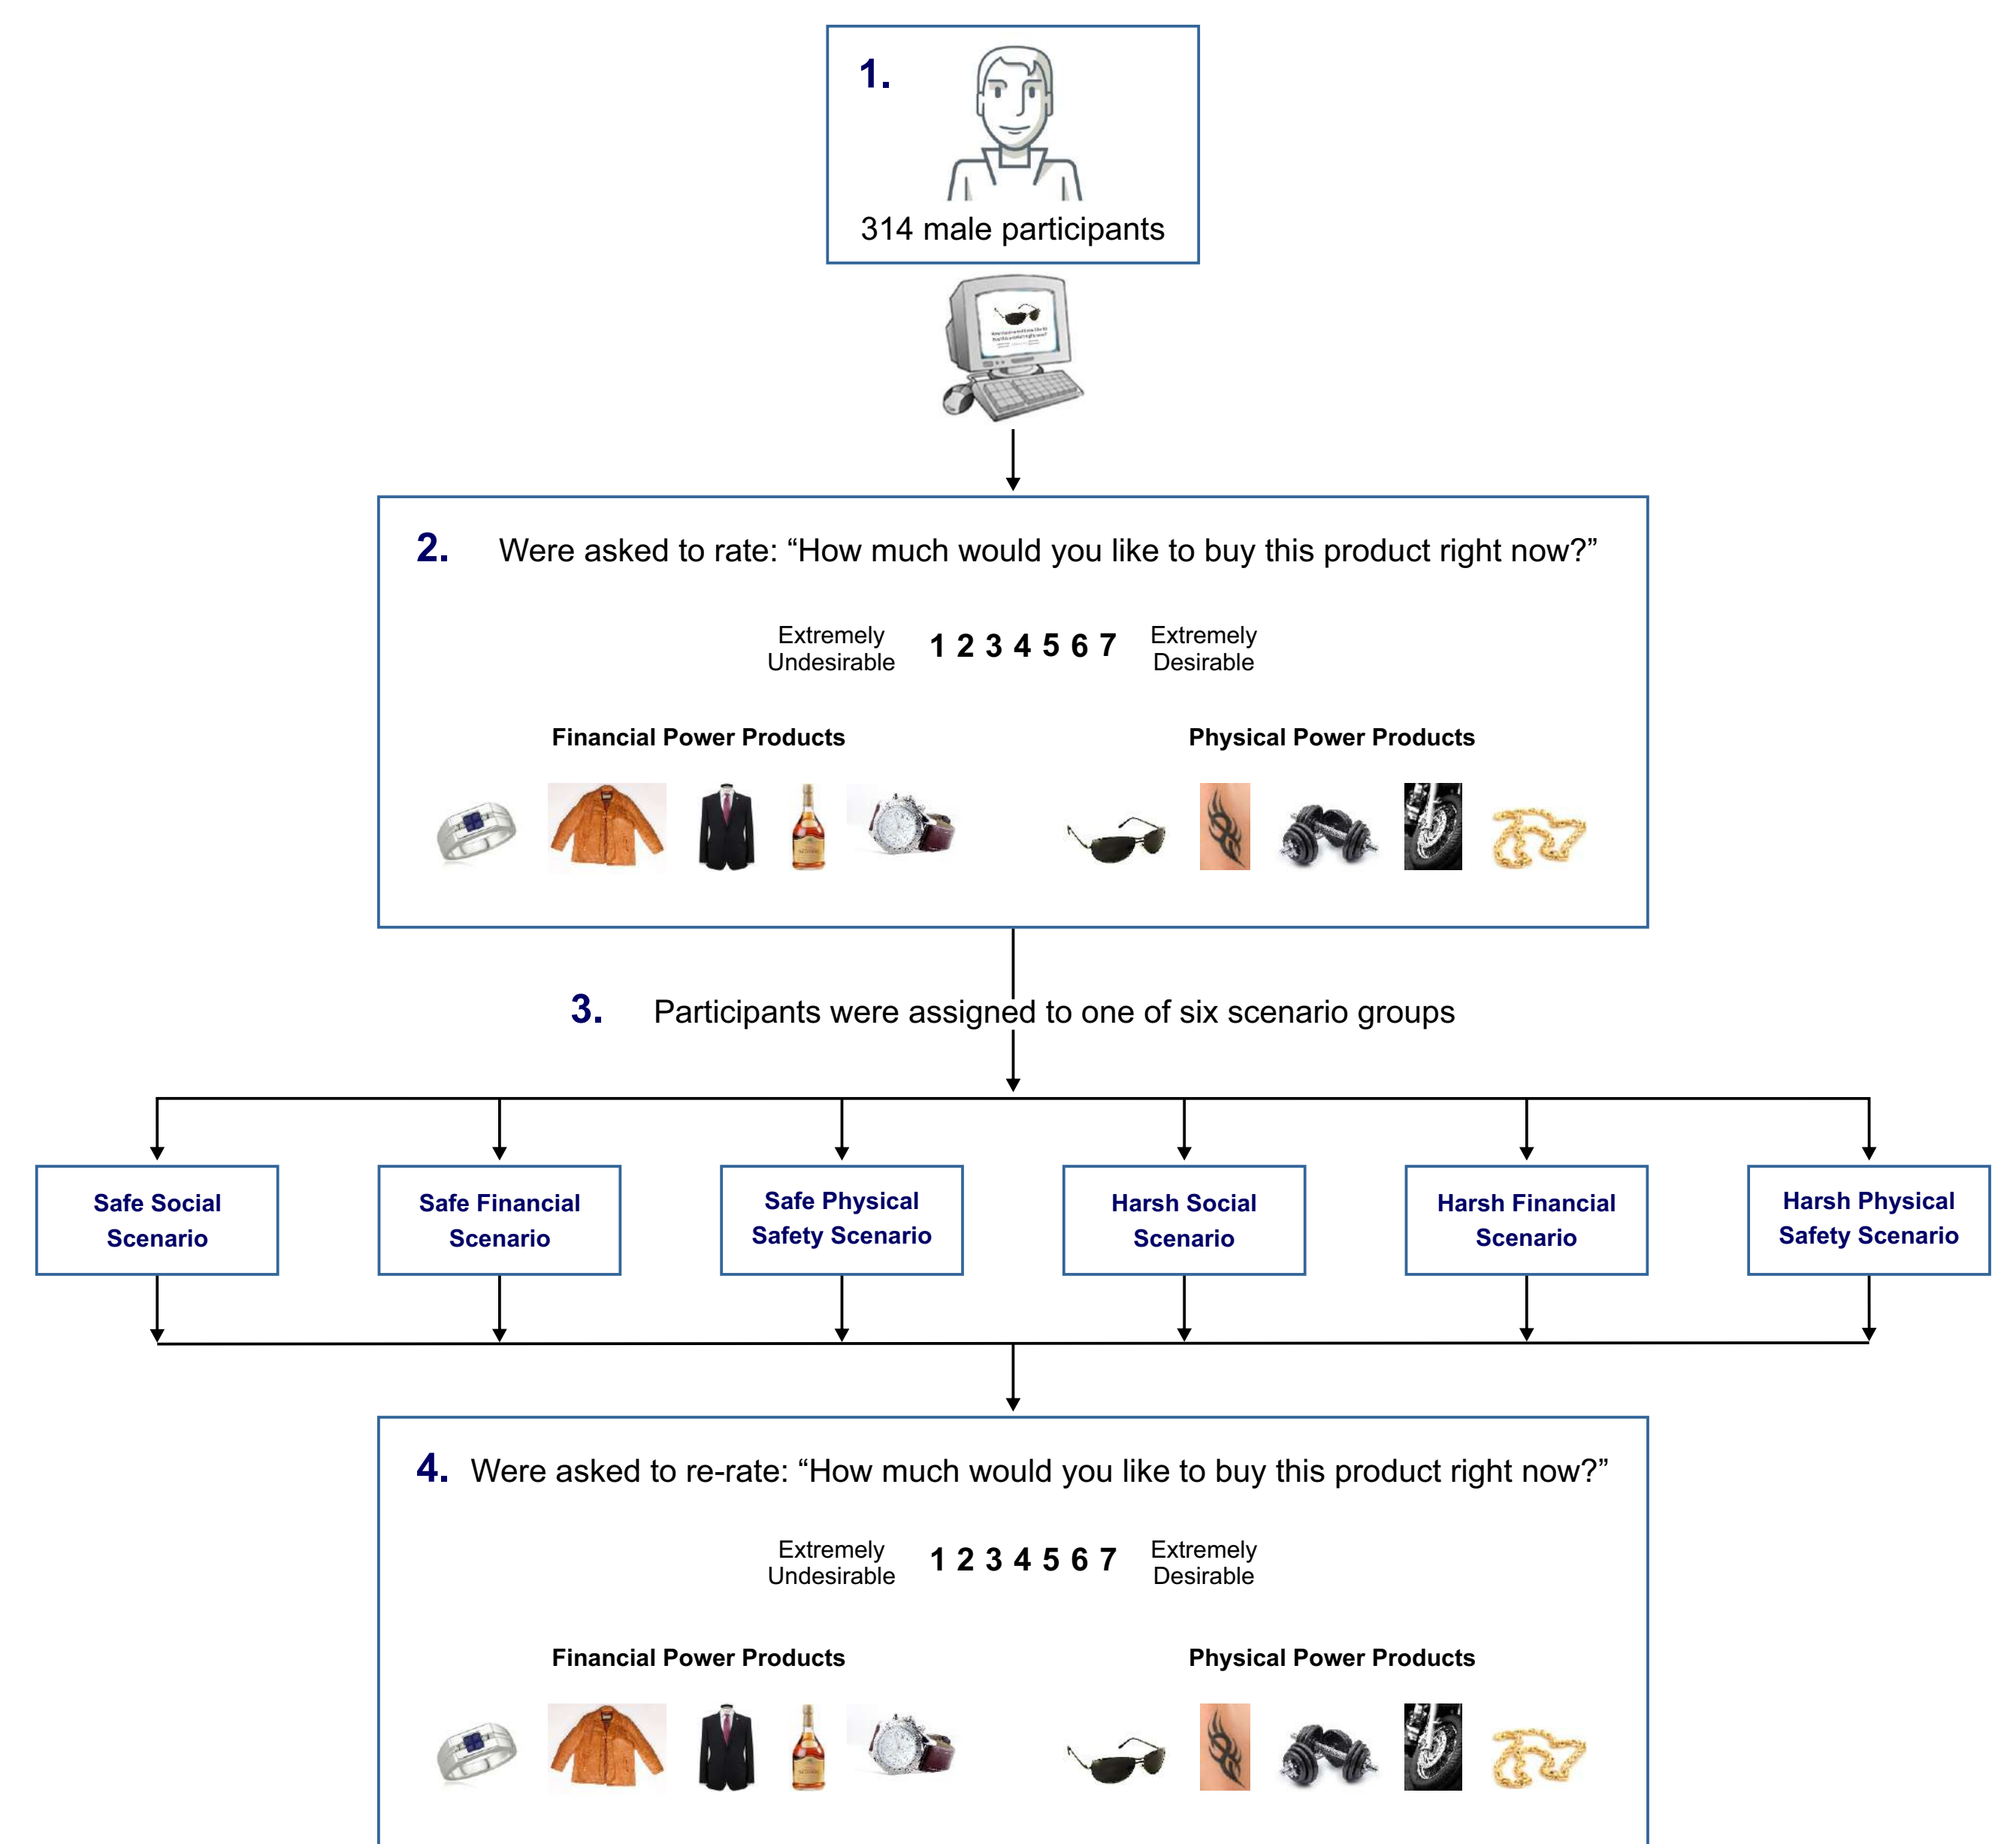 1.
314 male participants
2. Were asked to rate: “How much would you like to buy this product right now?”
Extremely
Undesirable
1 2 3 4 5 6 7
Extremely
Desirable
Financial Power Products
Physical Power Products
3. Participants were assigned to one of six scenario groups
Safe Social
Scenario
Safe Financial
Scenario
Safe Physical
Safety Scenario
Harsh Social
Scenario
Harsh Financial
Scenario
Harsh Physical
Safety Scenario
4. Were asked to re-rate: “How much would you like to buy this product right now?”
Extremely
Undesirable
1 2 3 4 5 6 7
Extremely
Desirable
Financial Power Products
Physical Power Products